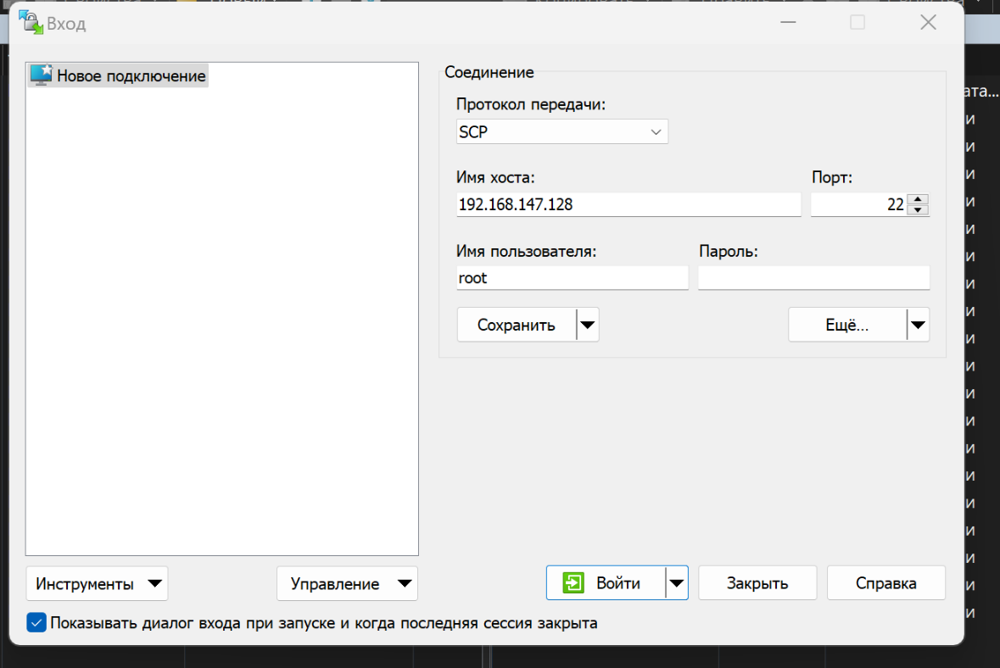 Вход
Новое подключение
Соединение
Протокол передачи:
SCP
Имя хоста:
Порт:
192.168.147.128
22
Имя пользователя:
Пароль:
root
Сохранить
Ещё...
Инструменты
Управление
Войти
Закрыть
Справка
Показывать диалог входа при запуске и когда последняя сессия закрыта